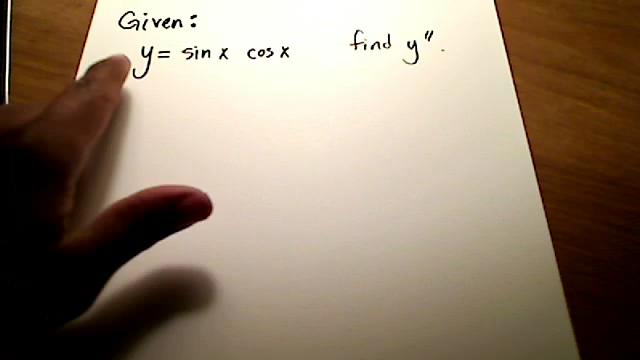 Given:
y = sin x cos x find y".